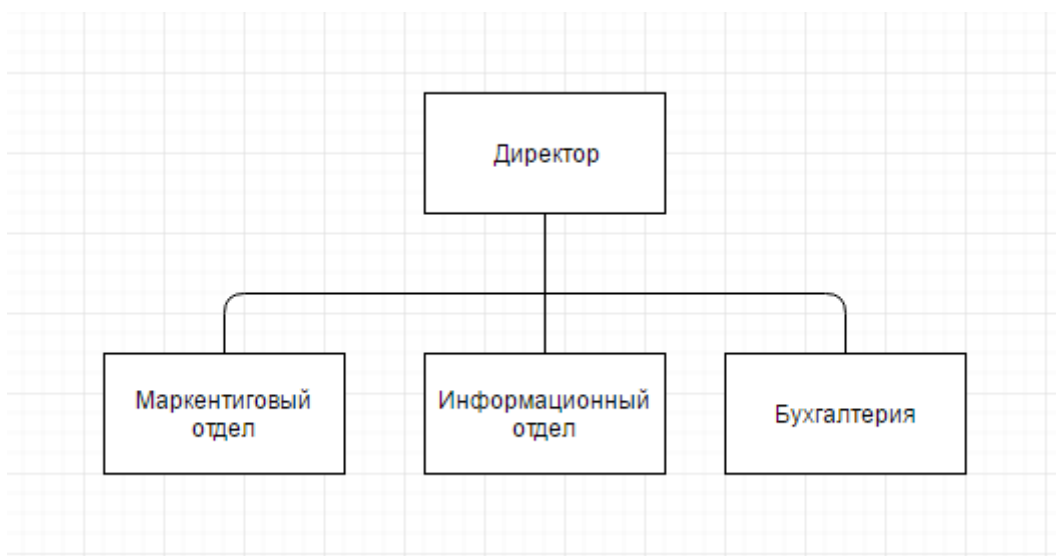 Директор
Маркентиговый
отдел
Информационный
отдел
Бухгалтерия